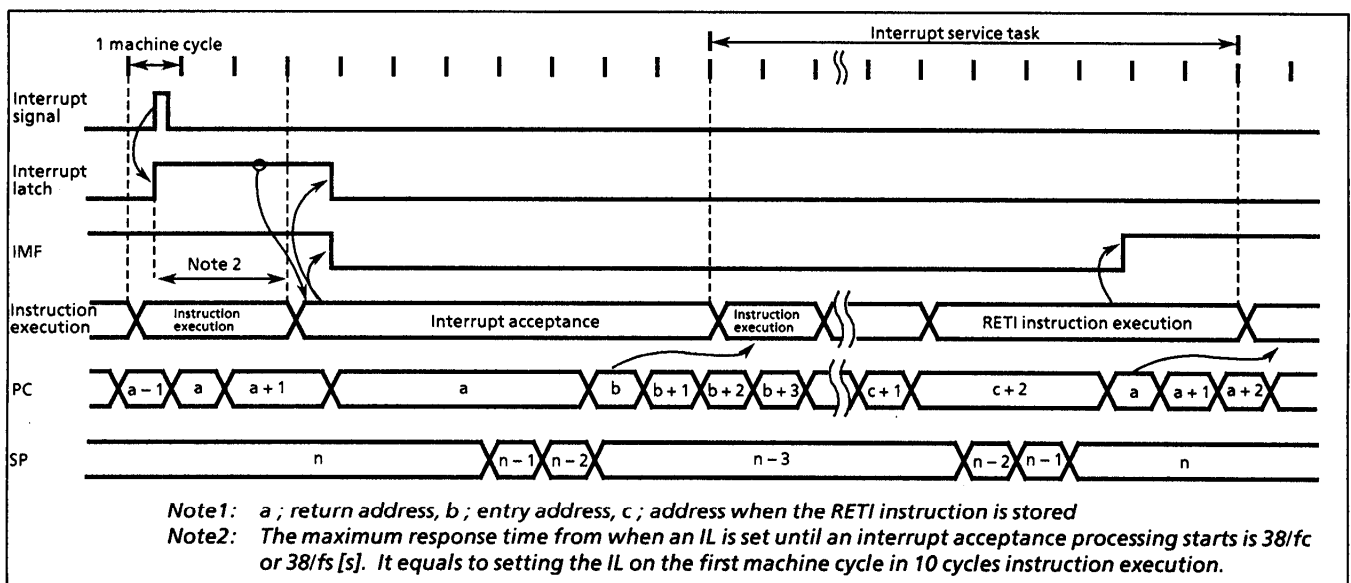 1 machine cycle
Interrupt service task
Interrupt
signal
Interrupt
latch
IMF
Note 2
Instruction
execution
Instruction
execution
Interrupt acceptance
Instruction
execution
RETI instruction execution
PC
a – 1
a
a + 1
a
b
b + 1
b + 2
b + 3
c + 1
c + 2
a
a + 1
a + 2
SP
n
n – 1
n – 2
n – 3
n – 2
n – 1
n
Note1: a ; return address, b ; entry address, c ; address when the RETI instruction is stored
Note2: The maximum response time from when an IL is set until an interrupt acceptance processing starts is 38/fc
or 38/fs [s]. It equals to setting the IL on the first machine cycle in 10 cycles instruction execution.